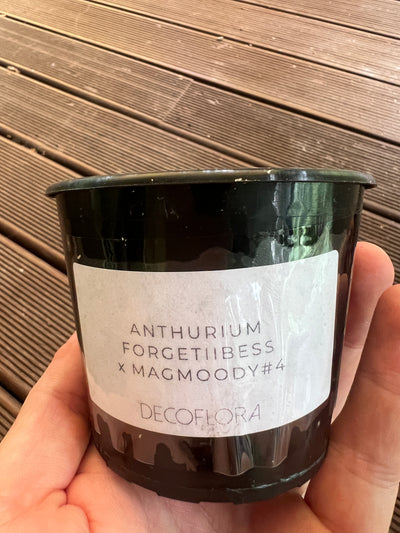 ANTHURIUM
FORGETIIBESS
x MAGMOODY#4
DECOFLORA